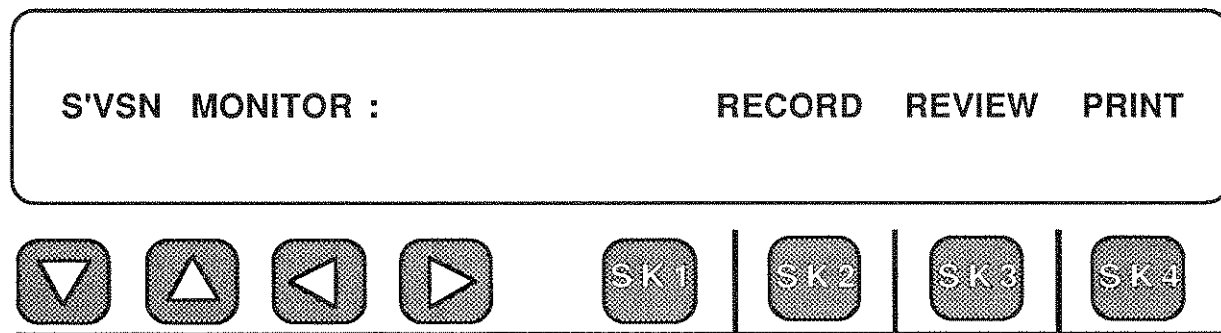 S'VSN MONITOR : RECORD REVIEW PRINT
SK1 SK2 SK3 SK4